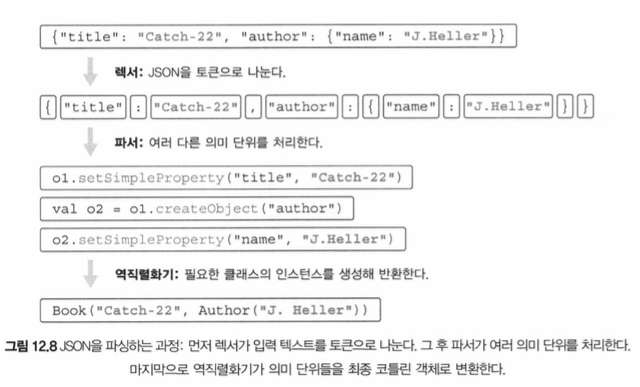 {"title": "Catch-22", "author": {"name": "J.Heller"}}
렉서: JSON을 토큰으로 나눈다.
{ "title" : "Catch-22" , "author" : { "name" : "J.Heller" } }
파서: 여러 다른 의미 단위를 처리한다.
o1.setSimpleProperty("title", "Catch-22")
val o2 = o1.createObject("author")
o2.setSimpleProperty("name", "J.Heller")
역직렬화기: 필요한 클래스의 인스턴스를 생성해 반환한다.
Book("Catch-22", Author("J. Heller"))
그림 12.8 JSON을 파싱하는 과정: 먼저 렉서가 입력 텍스트를 토큰으로 나눈다. 그 후 파서가 여러 의미 단위를 처리한다.
마지막으로 역직렬화기가 의미 단위들을 최종 코틀린 객체로 변환한다.